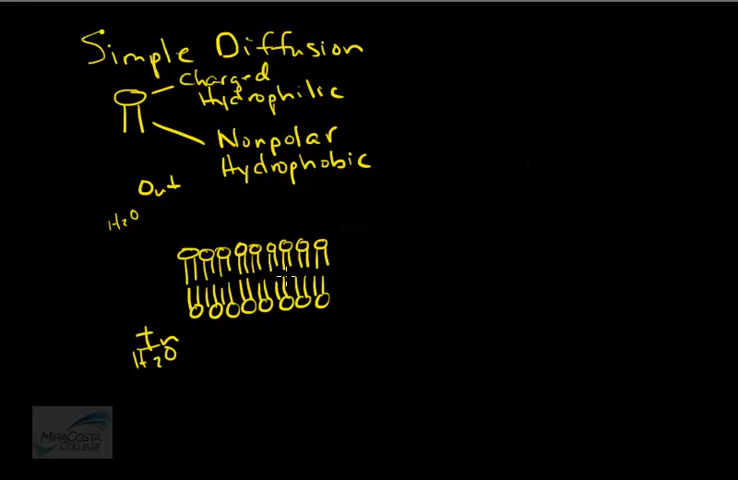 Simple Diffusion
Charged
Hydrophilic
Nonpolar
Hydrophobic
Out
H2O
In
H2O
MIRACOSTA
COLLEGE